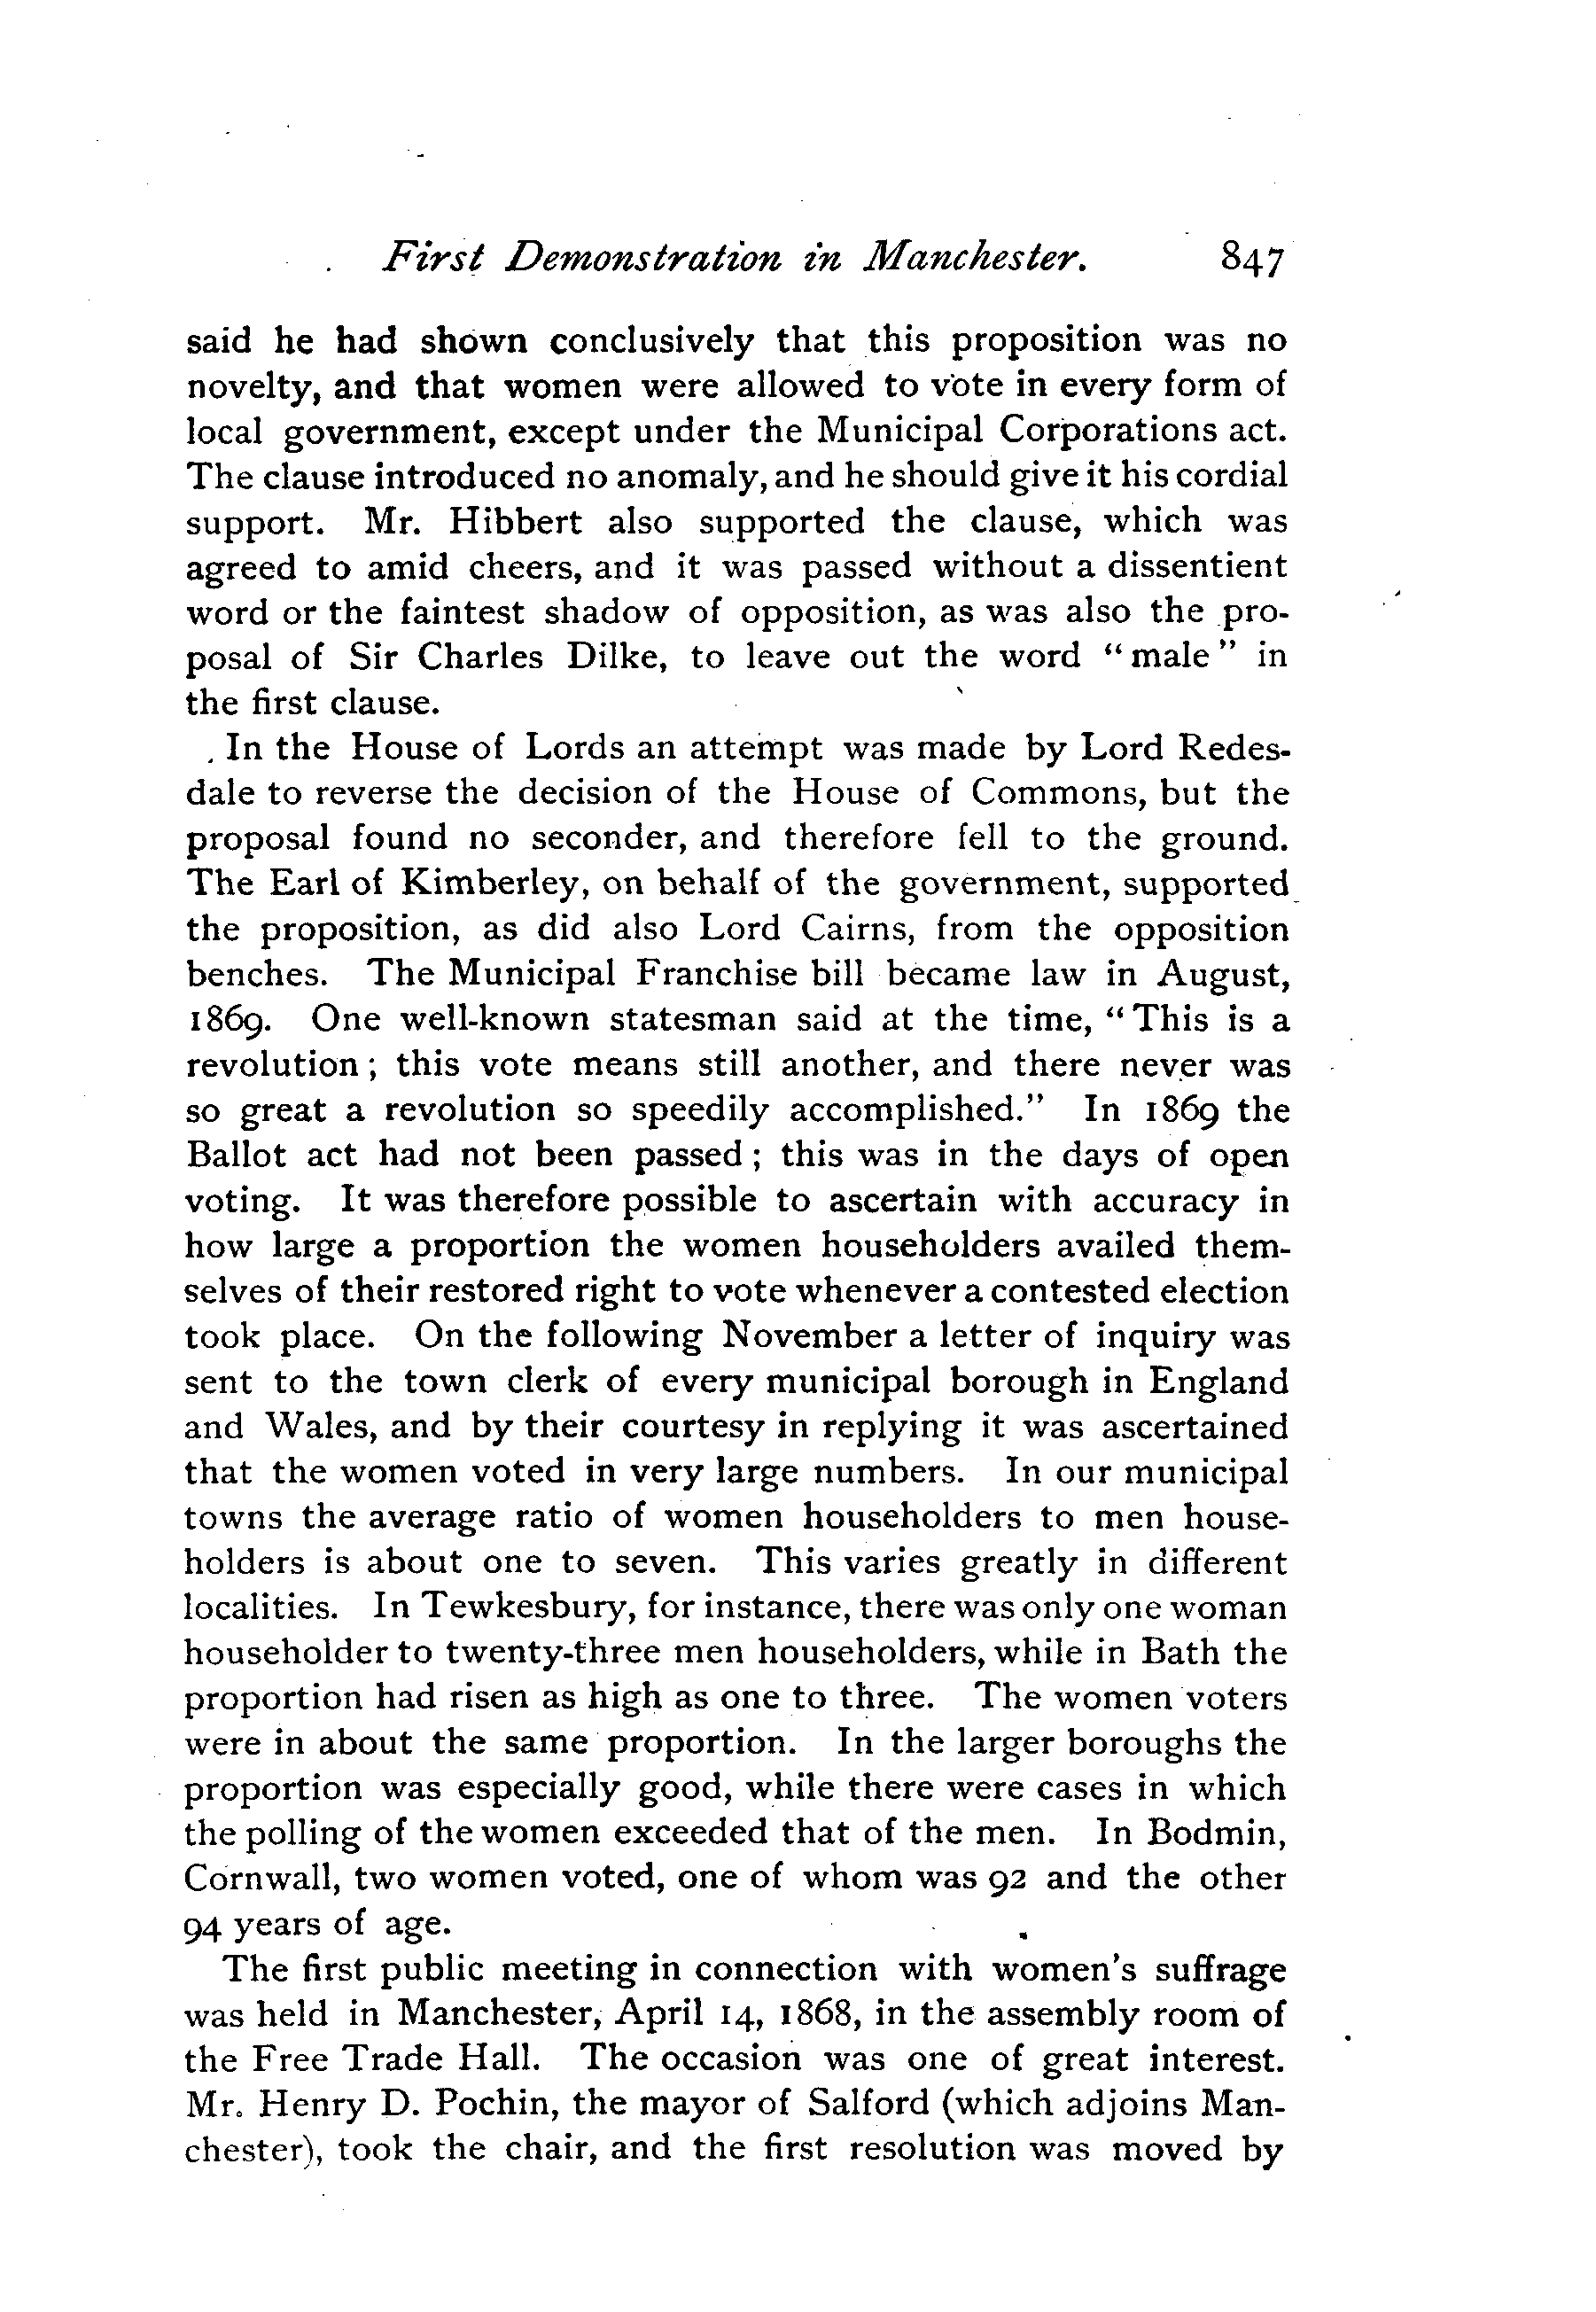 First Demonstration in Manchester. 847
said he had shown conclusively that this proposition was no
novelty, and that women were allowed to vote in every form of
local government, except under the Municipal Corporations act.
The clause introduced no anomaly, and he should give it his cordial
support. Mr. Hibbert also supported the clause, which was
agreed to amid cheers, and it was passed without a dissentient
word or the faintest shadow of opposition, as was also the pro-
posal of Sir Charles Dilke, to leave out the word "male" in
the first clause.
In the House of Lords an attempt was made by Lord Redes-
dale to reverse the decision of the House of Commons, but the
proposal found no seconder, and therefore fell to the ground.
The Earl of Kimberley, on behalf of the government, supported
the proposition, as did also Lord Cairns, from the opposition
benches. The Municipal Franchise bill became law in August,
1869. One well-known statesman said at the time, "This is a
revolution; this vote means still another, and there never was
so great a revolution so speedily accomplished." In 1869 the
Ballot act had not been passed; this was in the days of open
voting. It was therefore possible to ascertain with accuracy in
how large a proportion the women householders availed them-
selves of their restored right to vote whenever a contested election
took place. On the following November a letter of inquiry was
sent to the town clerk of every municipal borough in England
and Wales, and by their courtesy in replying it was ascertained
that the women voted in very large numbers. In our municipal
towns the average ratio of women householders to men house-
holders is about one to seven. This varies greatly in different
localities. In Tewkesbury, for instance, there was only one woman
householder to twenty-three men householders, while in Bath the
proportion had risen as high as one to three. The women voters
were in about the same proportion. In the larger boroughs the
proportion was especially good, while there were cases in which
the polling of the women exceeded that of the men. In Bodmin,
Cornwall, two women voted, one of whom was 92 and the other
94 years of age.
The first public meeting in connection with women's suffrage
was held in Manchester, April 14, 1868, in the assembly room of
the Free Trade Hall. The occasion was one of great interest.
Mr. Henry D. Pochin, the mayor of Salford (which adjoins Man-
chester), took the chair, and the first resolution was moved by